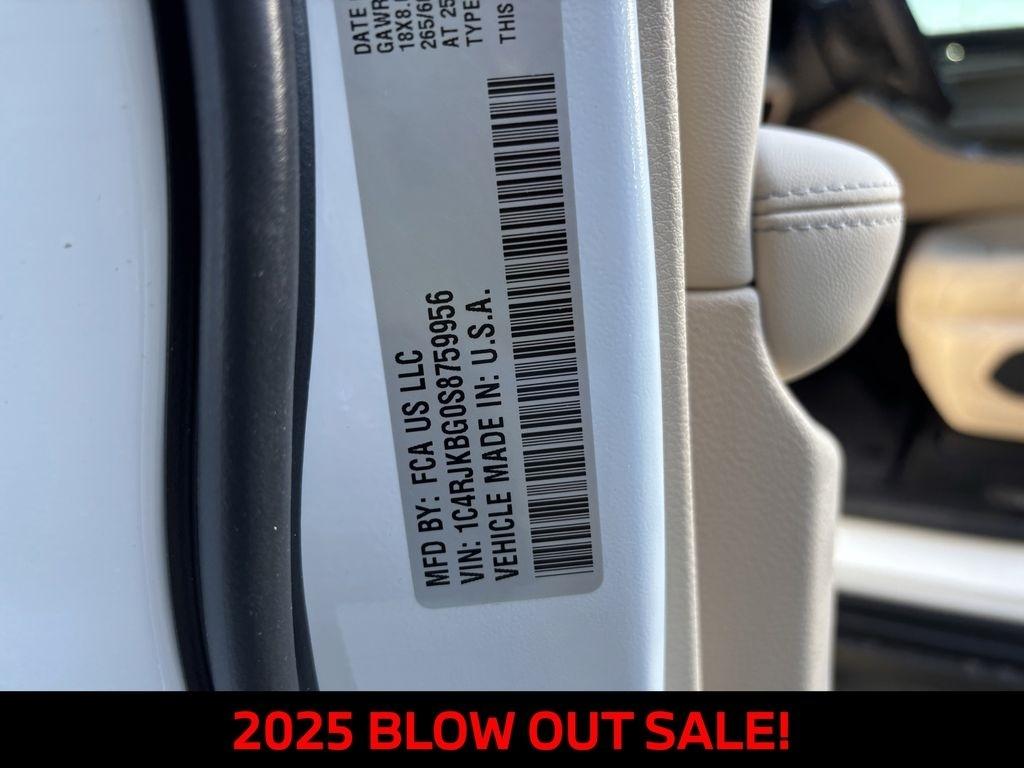 MFD BY: FCA US LLC
VIN: 1C4RJKBG0S8759956
VEHICLE MADE IN: U.S.A.
DATE
GAWR
18X8.
265/6
AT 25
TYPE
THIS
2025 BLOW OUT SALE!